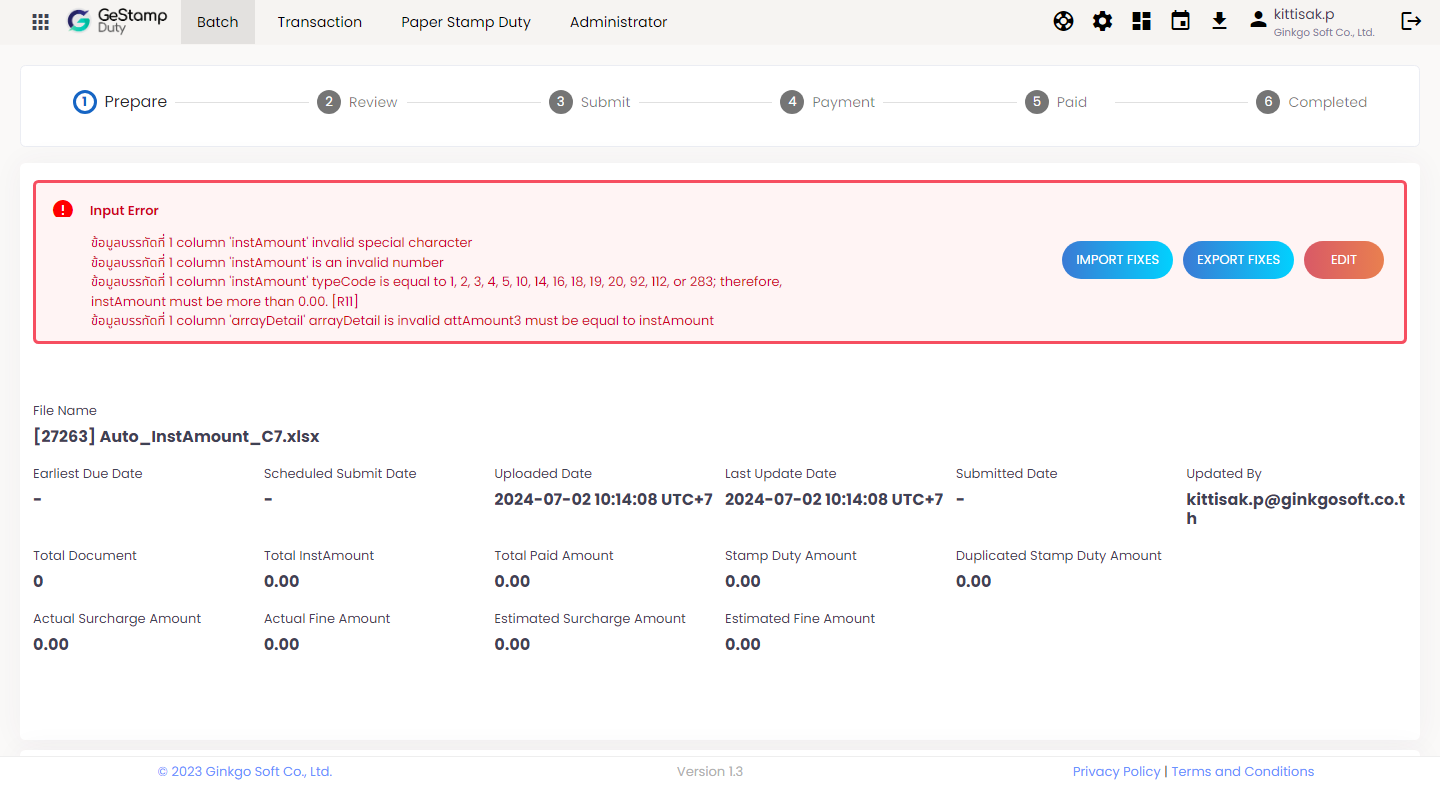 GeStamp Duty
Batch Transaction Paper Stamp Duty Administrator
kittisak.p
Ginkgo Soft Co., Ltd.
1 Prepare 2 Review 3 Submit 4 Payment 5 Paid 6 Completed
Input Error
ข้อมูลบรรทัดที่ 1 column 'instAmount' invalid special character
ข้อมูลบรรทัดที่ 1 column 'instAmount' is an invalid number
ข้อมูลบรรทัดที่ 1 column 'instAmount' typeCode is equal to 1, 2, 3, 4, 5, 10, 14, 16, 18, 19, 20, 92, 112, or 283; therefore,
instAmount must be more than 0.00. [R11]
ข้อมูลบรรทัดที่ 1 column 'arrayDetail' arrayDetail is invalid attAmount3 must be equal to instAmount
IMPORT FIXES EXPORT FIXES EDIT
File Name
[27263] Auto_InstAmount_C7.xlsx
Earliest Due Date Scheduled Submit Date Uploaded Date Last Update Date Submitted Date Updated By
- - 2024-07-02 10:14:08 UTC+7 2024-07-02 10:14:08 UTC+7 - kittisak.p@ginkgosoft.co.t
h
Total Document Total InstAmount Total Paid Amount Stamp Duty Amount Duplicated Stamp Duty Amount
0 0.00 0.00 0.00 0.00
Actual Surcharge Amount Actual Fine Amount Estimated Surcharge Amount Estimated Fine Amount
0.00 0.00 0.00 0.00
© 2023 Ginkgo Soft Co., Ltd. Version 1.3 Privacy Policy | Terms and Conditions